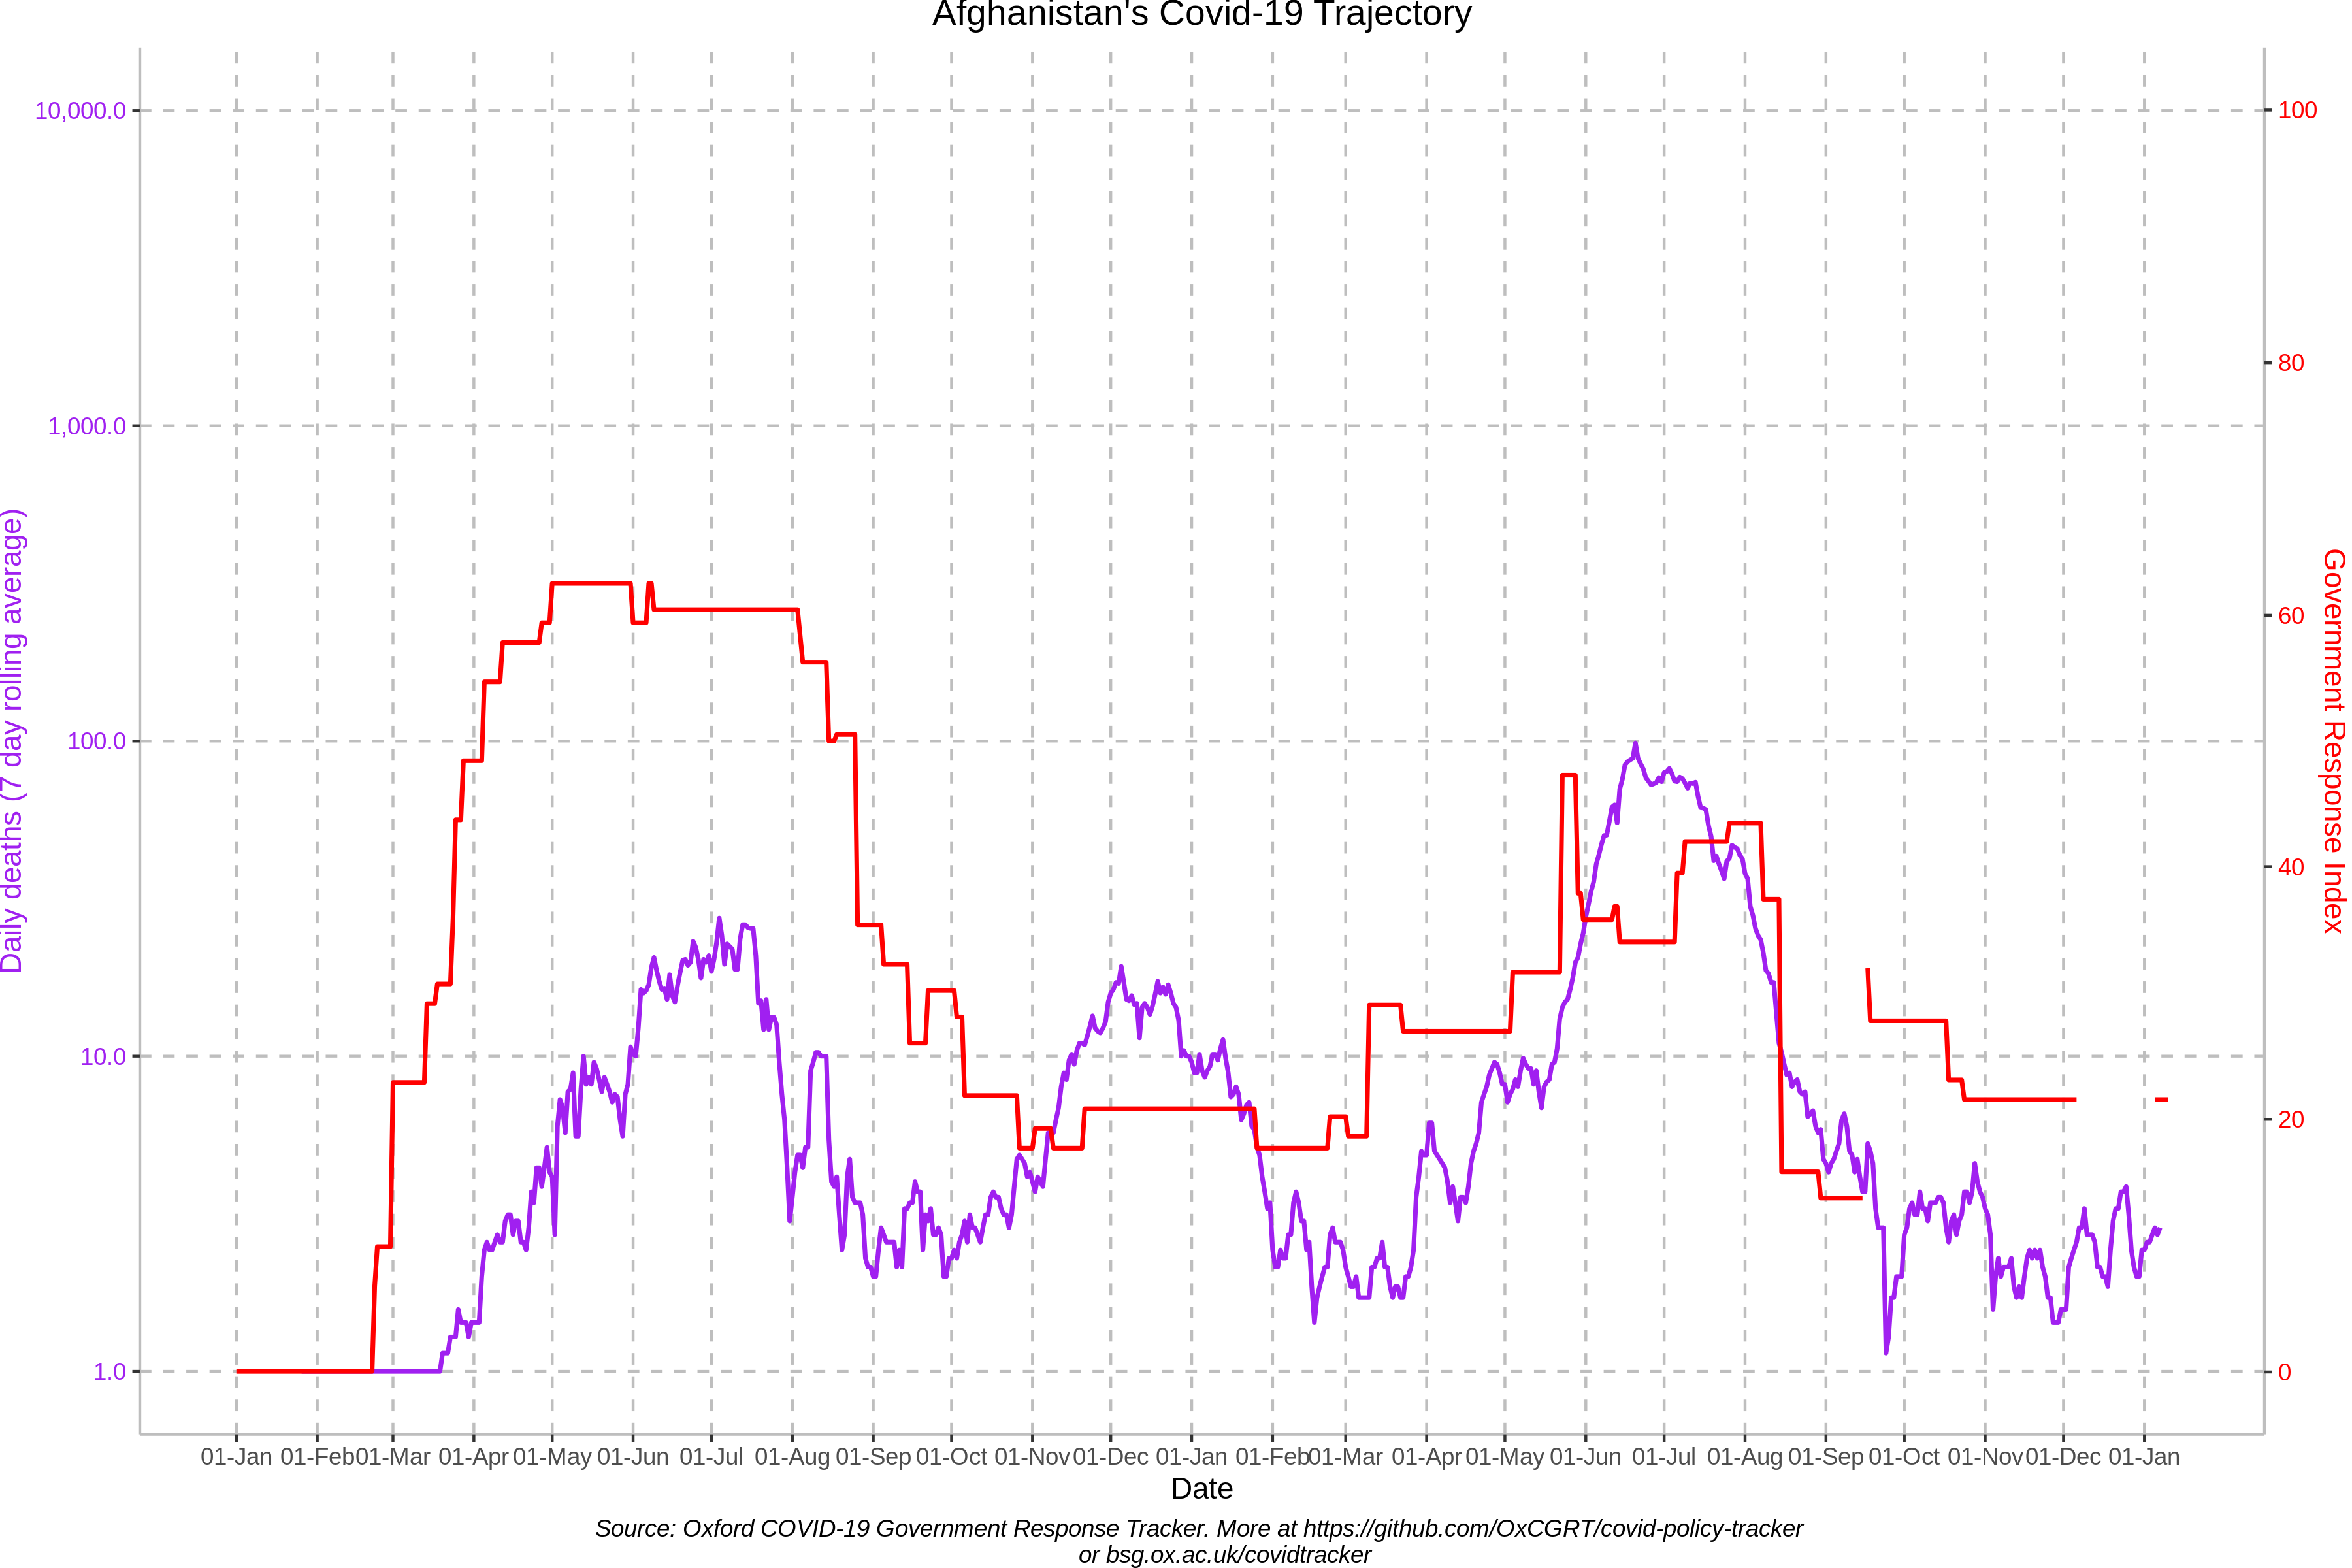 Afghanistan's Covid-19 Trajectory
10,000.0
1,000.0
100.0
10.0
1.0
Daily deaths (7 day rolling average)
100
80
60
40
20
0
Government Response Index
01-Jan 01-Feb 01-Mar 01-Apr 01-May 01-Jun 01-Jul 01-Aug 01-Sep 01-Oct 01-Nov 01-Dec 01-Jan 01-Feb 01-Mar 01-Apr 01-May 01-Jun 01-Jul 01-Aug 01-Sep 01-Oct 01-Nov 01-Dec 01-Jan
Date
Source: Oxford COVID-19 Government Response Tracker. More at https://github.com/OxCGRT/covid-policy-tracker
or bsg.ox.ac.uk/covidtracker